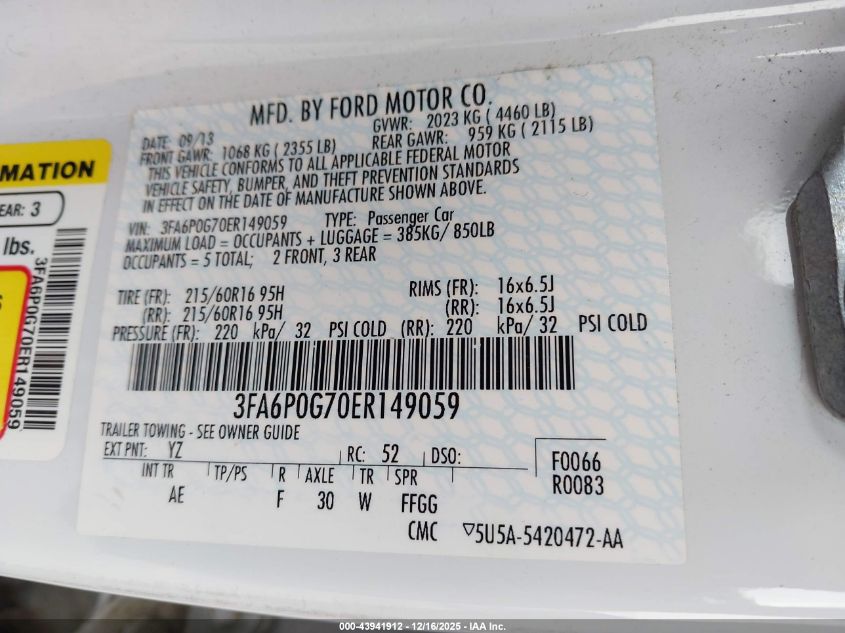 MFD. BY FORD MOTOR CO.
DATE: 09/13 GVWR: 2023 KG ( 4460 LB)
FRONT GAWR: 1068 KG ( 2355 LB) REAR GAWR: 959 KG ( 2115 LB)
THIS VEHICLE CONFORMS TO ALL APPLICABLE FEDERAL MOTOR
VEHICLE SAFETY, BUMPER, AND THEFT PREVENTION STANDARDS
IN EFFECT ON THE DATE OF MANUFACTURE SHOWN ABOVE.
VIN: 3FA6P0G70ER149059 TYPE: Passenger Car
MAXIMUM LOAD = OCCUPANTS + LUGGAGE = 385KG/ 850LB
OCCUPANTS = 5 TOTAL; 2 FRONT, 3 REAR
TIRE (FR): 215/60R16 95H RIMS (FR): 16x6.5J
(RR): 215/60R16 95H (RR): 16x6.5J
PRESSURE (FR): 220 kPa/ 32 PSI COLD (RR): 220 kPa/ 32 PSI COLD
3FA6P0G70ER149059
TRAILER TOWING - SEE OWNER GUIDE
EXT PNT: YZ RC: 52 DSO:
INT TR TP/PS R AXLE TR SPR
AE F 30 W FFGG
F0066
R0083
CMC ▽5U5A-5420472-AA
MATION
EAR: 3
lbs.
S
3FA6P0G70ER149059
000-43941912 - 12/16/2025 - IAA Inc.